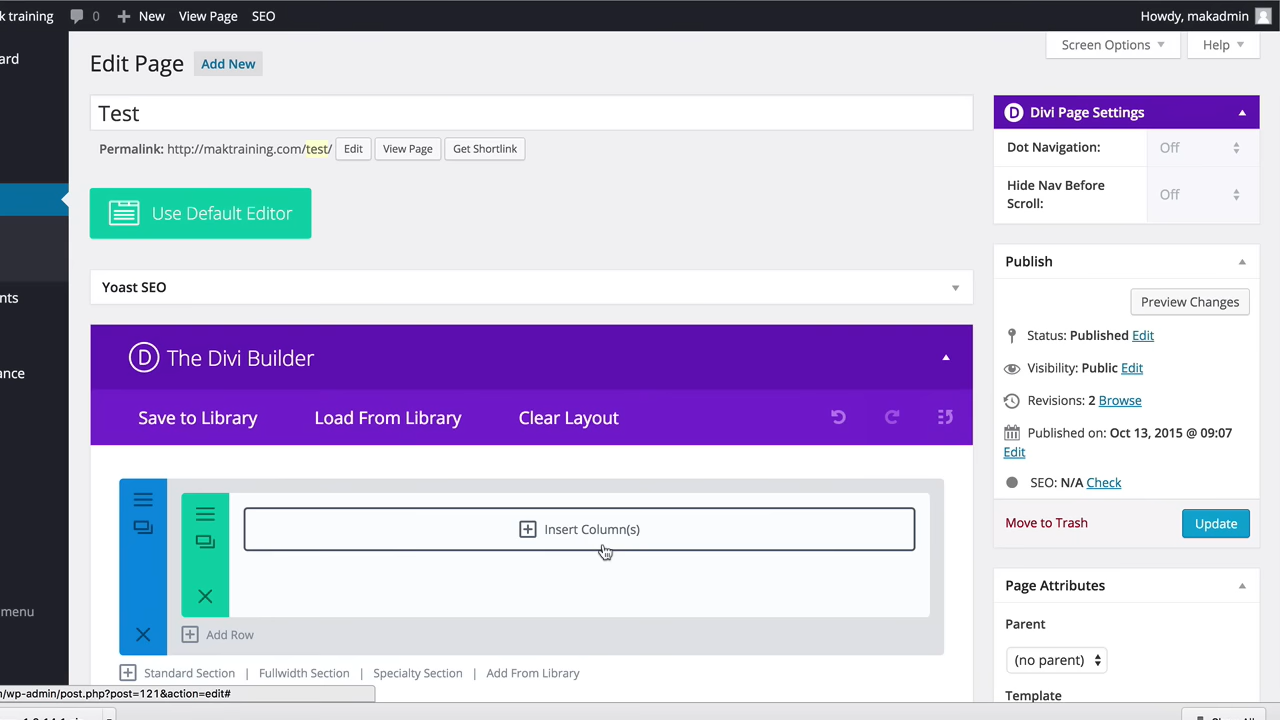 k training 0 New View Page SEO Howdy, makadmin
Screen Options Help
ard
Edit Page Add New
Test
Permalink: http://maktraining.com/test/ Edit View Page Get Shortlink
Use Default Editor
Yoast SEO
D The Divi Builder
Save to Library Load From Library Clear Layout
Insert Column(s)
Add Row
Standard Section | Fullwidth Section | Specialty Section | Add From Library
nts
ance
menu
n/wp-admin/post.php?post=121&action=edit#
D Divi Page Settings
Dot Navigation: Off
Hide Nav Before
Scroll: Off
Publish
Preview Changes
Status: Published Edit
Visibility: Public Edit
Revisions: 2 Browse
Published on: Oct 13, 2015 @ 09:07
Edit
SEO: N/A Check
Move to Trash Update
Page Attributes
Parent
(no parent)
Template